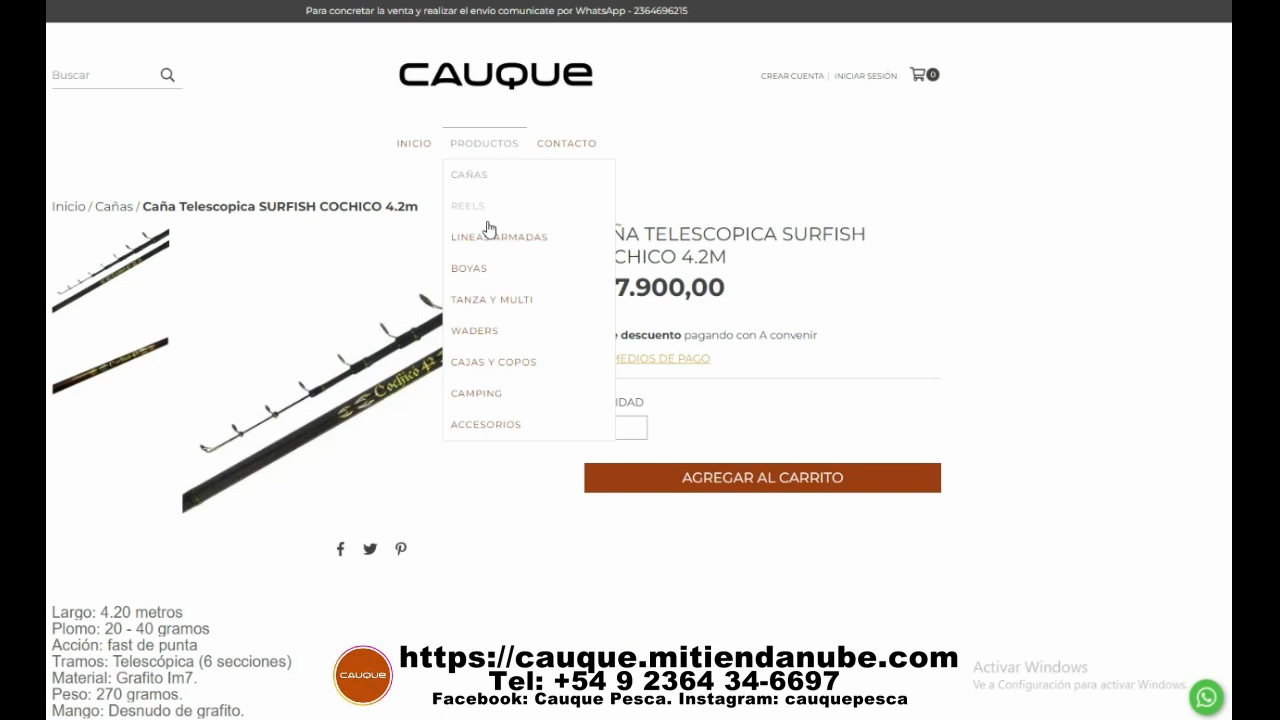 Para concretar la venta y realizar el envío comunicate por WhatsApp - 2364696215
Buscar
CAUQUE
CREAR CUENTA | INICIAR SESIÓN
0
INICIO PRODUCTOS CONTACTO
CAÑAS
REELS
LINEAS ARMADAS
BOYAS
TANZA Y MULTI
WADERS
CAJAS Y COPOS
CAMPING
ACCESORIOS
Inicio / Cañas / Caña Telescopica SURFISH COCHICO 4.2m
ÑA TELESCOPICA SURFISH
CHICO 4.2M
7.900,00
descuento pagando con A convenir
MEDIOS DE PAGO
IDAD
AGREGAR AL CARRITO
Cochico 42
Largo: 4.20 metros
Plomo: 20 - 40 gramos
Acción: fast de punta
Tramos: Telescópica (6 secciones)
Material: Grafito Im7.
Peso: 270 gramos.
Mango: Desnudo de grafito.
CAUQUE
https://cauque.mitiendanube.com
Tel: +54 9 2364 34-6697
Facebook: Cauque Pesca. Instagram: cauquepesca
Activar Windows
Ve a Configuración para activar Windows.